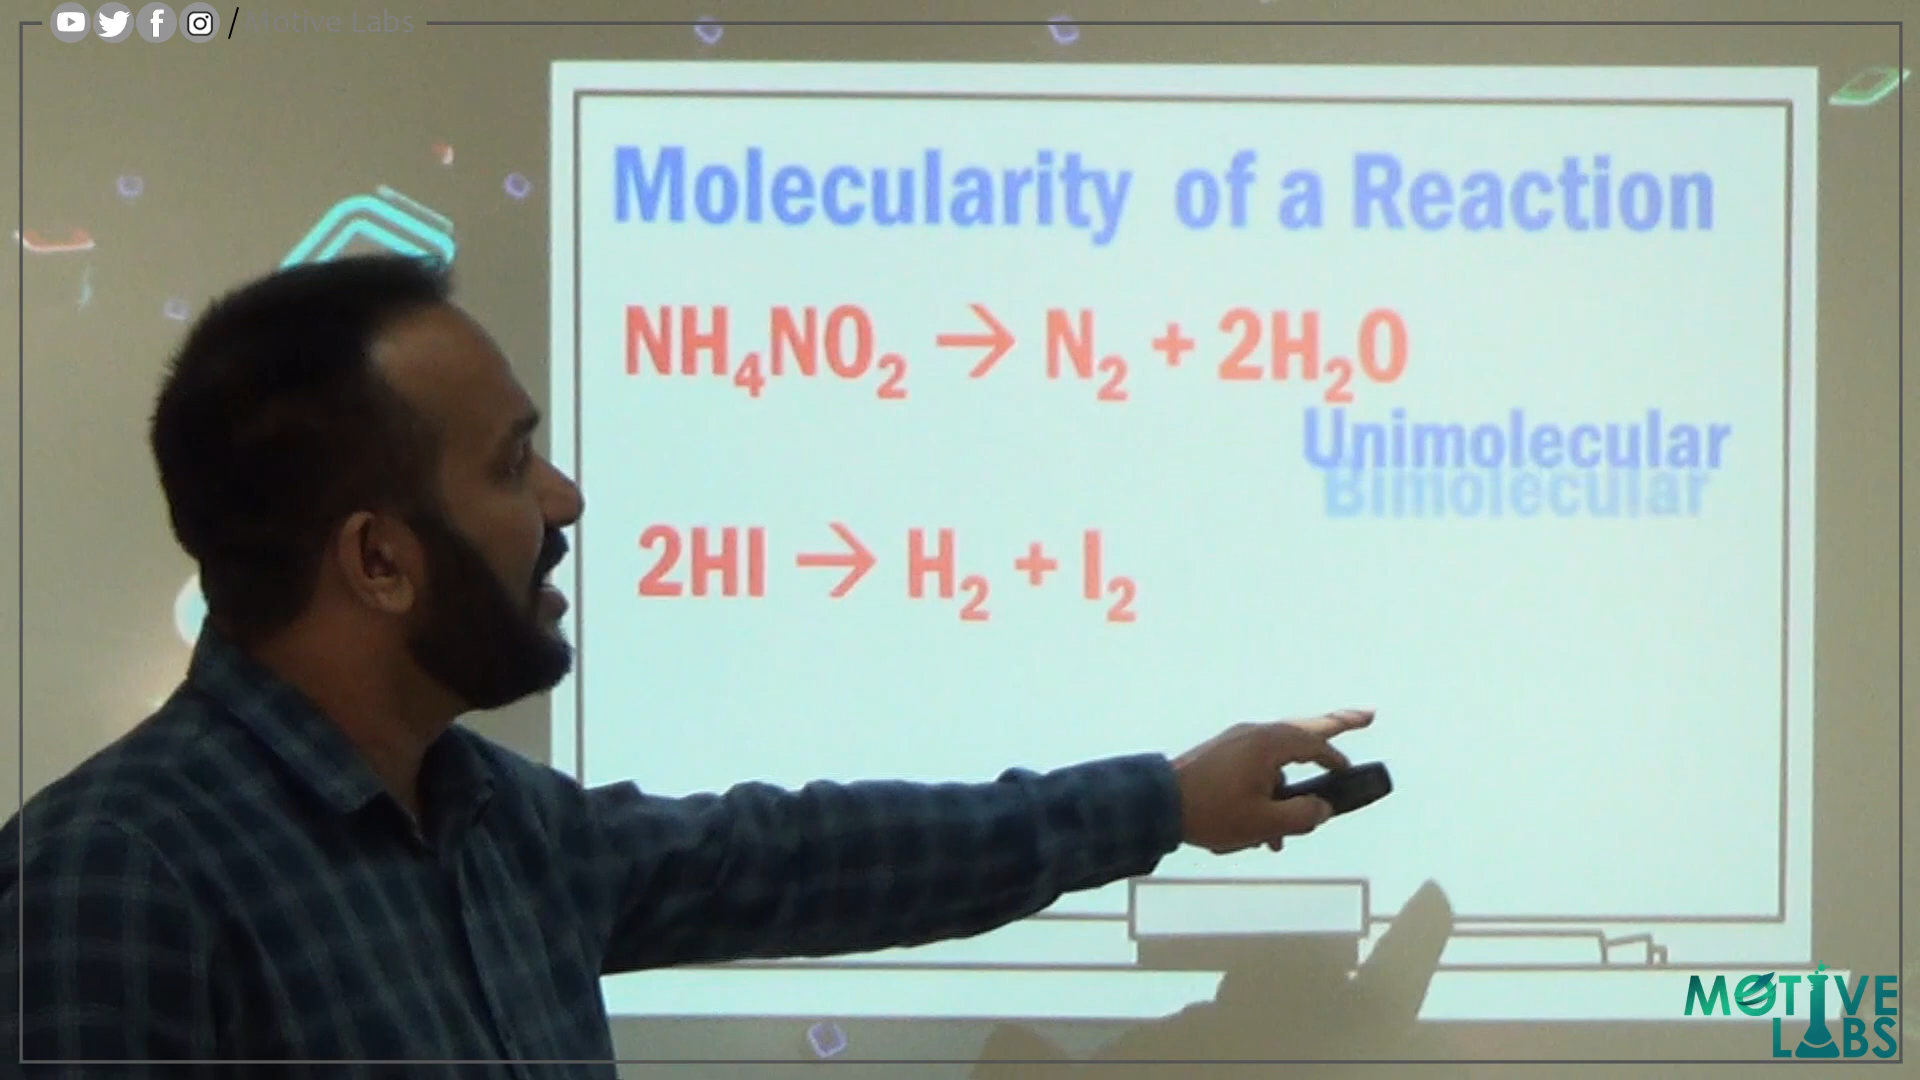 / Motive Labs
Molecularity of a Reaction
NH₄NO₂ → N₂ + 2H₂O
Unimolecular
Bimolecular
2HI → H₂ + I₂
MOTIVE
LABS